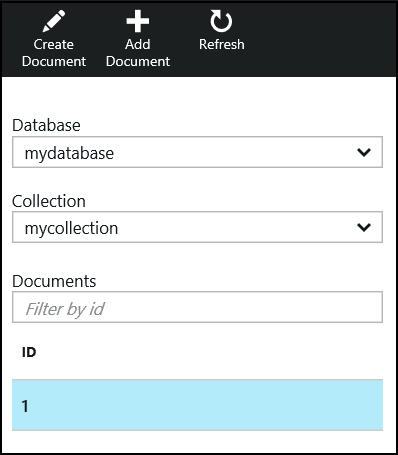 Create Add Refresh
Document Document
Database
mydatabase
Collection
mycollection
Documents
Filter by id
ID
1